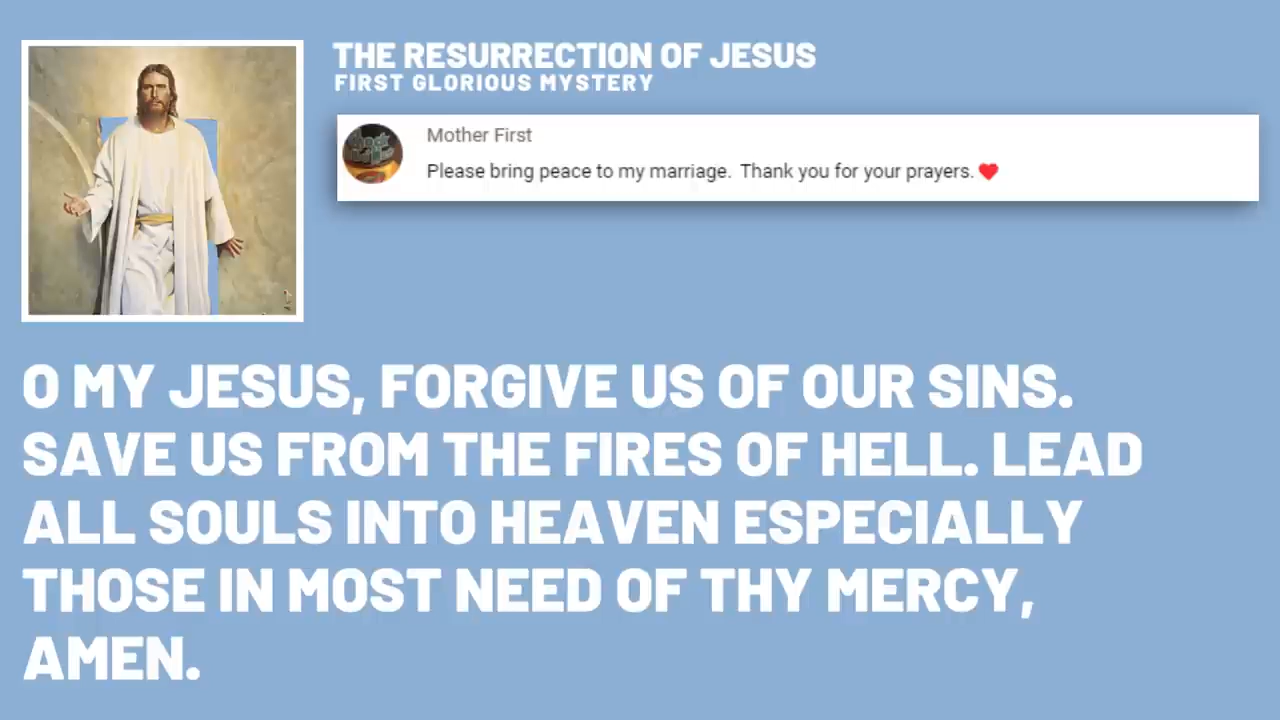 THE RESURRECTION OF JESUS
FIRST GLORIOUS MYSTERY
Mother First
Please bring peace to my marriage. Thank you for your prayers. ❤
O MY JESUS, FORGIVE US OF OUR SINS.
SAVE US FROM THE FIRES OF HELL. LEAD
ALL SOULS INTO HEAVEN ESPECIALLY
THOSE IN MOST NEED OF THY MERCY,
AMEN.